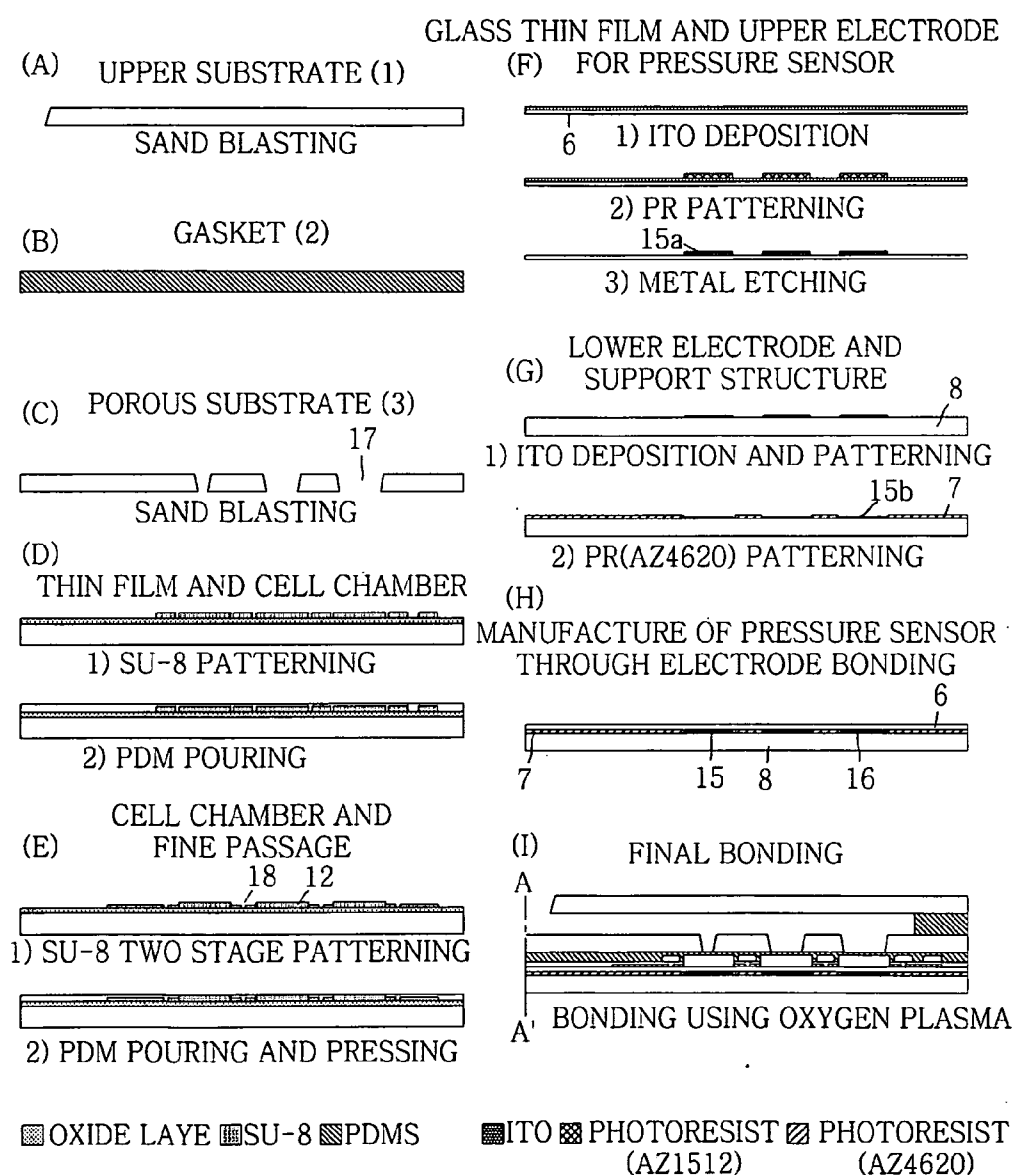 (A) UPPER SUBSTRATE (1)
SAND BLASTING
(B) GASKET (2)
(C) POROUS SUBSTRATE (3)
17
SAND BLASTING
(D)
THIN FILM AND CELL CHAMBER
1) SU-8 PATTERNING
2) PDM POURING
(E) CELL CHAMBER AND
FINE PASSAGE
18 12
1) SU-8 TWO STAGE PATTERNING
2) PDM POURING AND PRESSING
GLASS THIN FILM AND UPPER ELECTRODE
(F) FOR PRESSURE SENSOR
6
1) ITO DEPOSITION
2) PR PATTERNING
15a
3) METAL ETCHING
(G) LOWER ELECTRODE AND
SUPPORT STRUCTURE
8
1) ITO DEPOSITION AND PATTERNING
15b 7
2) PR(AZ4620) PATTERNING
(H)
MANUFACTURE OF PRESSURE SENSOR
THROUGH ELECTRODE BONDING
6
7 15 8 16
(I) FINAL BONDING
A
A'
BONDING USING OXYGEN PLASMA
OXIDE LAYE SU-8 PDMS
ITO PHOTORESIST PHOTORESIST
(AZ1512) (AZ4620)